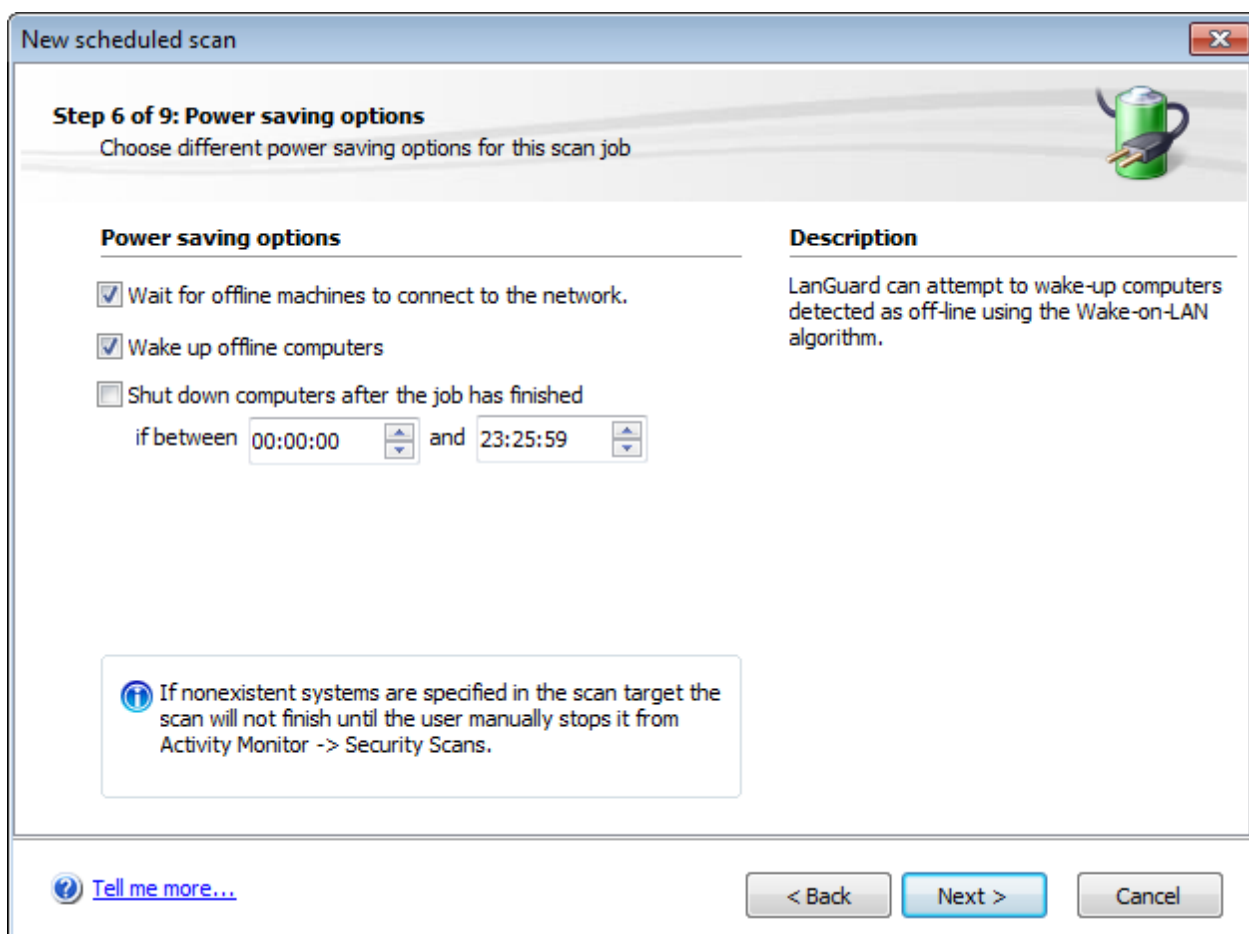 New scheduled scan
Step 6 of 9: Power saving options
Choose different power saving options for this scan job
Power saving options
Wait for offline machines to connect to the network.
Wake up offline computers
Shut down computers after the job has finished
if between 00:00:00 and 23:25:59
Description
LanGuard can attempt to wake-up computers
detected as off-line using the Wake-on-LAN
algorithm.
If nonexistent systems are specified in the scan target the
scan will not finish until the user manually stops it from
Activity Monitor -> Security Scans.
Tell me more...
< Back
Next >
Cancel